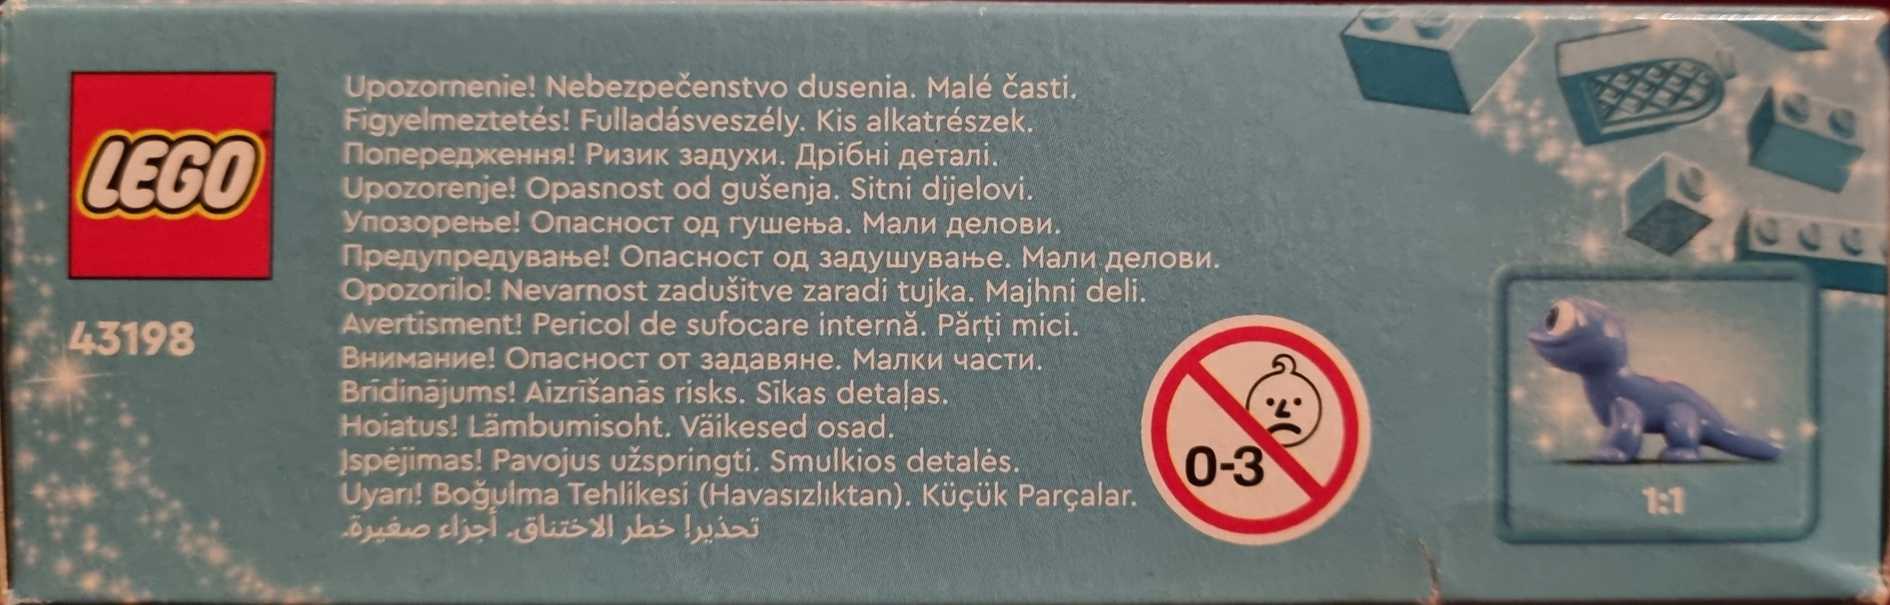 LEGO
43198
Upozornenie! Nebezpečenstvo dusenia. Malé časti.
Figyelmeztetés! Fulladásveszély. Kis alkatrészek.
Попередження! Ризик задухи. Дрібні деталі.
Upozorenje! Opasnost od gušenja. Sitni dijelovi.
Упозорење! Опасност од гушења. Мали делови.
Предупредување! Опасност од задушување. Мали делови.
Opozorilo! Nevarnost zadušitve zaradi tujka. Majhni deli.
Avertisment! Pericol de sufocare internă. Părți mici.
Внимание! Опасност от задавяне. Малки части.
Brīdinājums! Aizrīšanās risks. Sīkas detaļas.
Hoiatus! Lämbumisoht. Väikesed osad.
Įspėjimas! Pavojus užspringti. Smulkios detalės.
Uyarı! Boğulma Tehlikesi (Havasızlıktan). Küçük Parçalar.
تحذير! خطر الاختناق. أجزاء صغيرة.
0-3
1:1